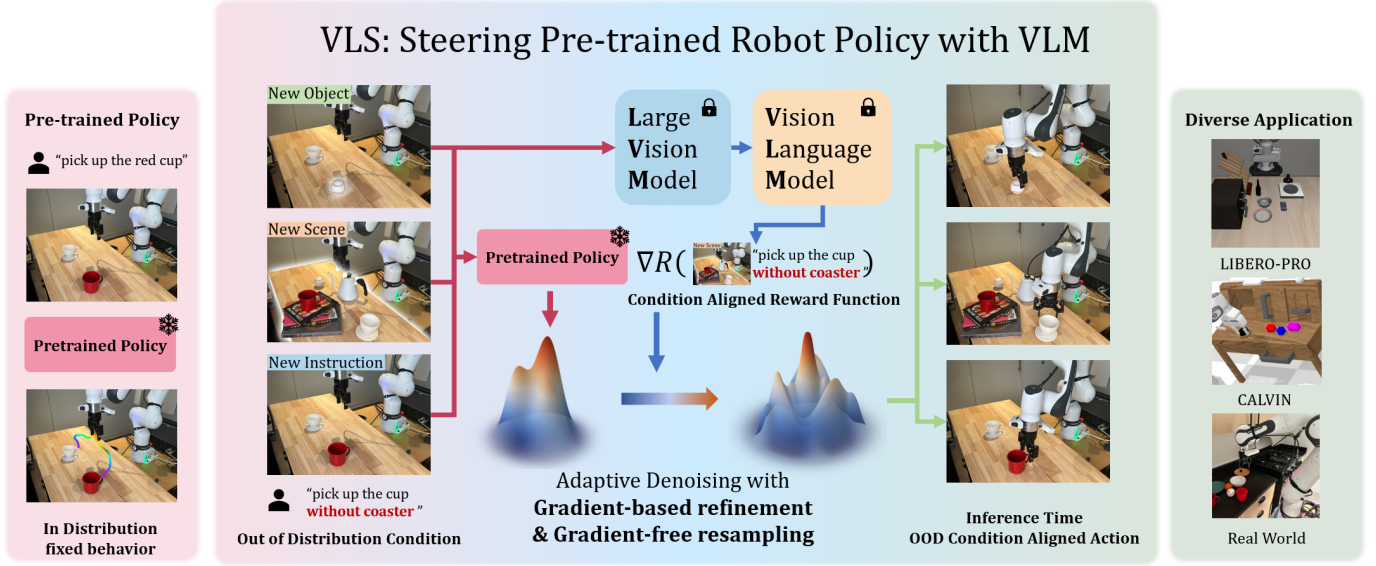 VLS: Steering Pre-trained Robot Policy with VLM
Pre-trained Policy
“pick up the red cup”
Pretrained Policy
In Distribution
fixed behavior
New Object
New Scene
New Instruction
“pick up the cup
without coaster ”
Out of Distribution Condition
Large
Vision
Model
Vision
Language
Model
Pretrained Policy
∇R(
New Scene
“pick up the cup
without coaster ”
)
Condition Aligned Reward Function
Adaptive Denoising with
Gradient-based refinement
& Gradient-free resampling
Inference Time
OOD Condition Aligned Action
Diverse Application
LIBERO-PRO
CALVIN
Real World